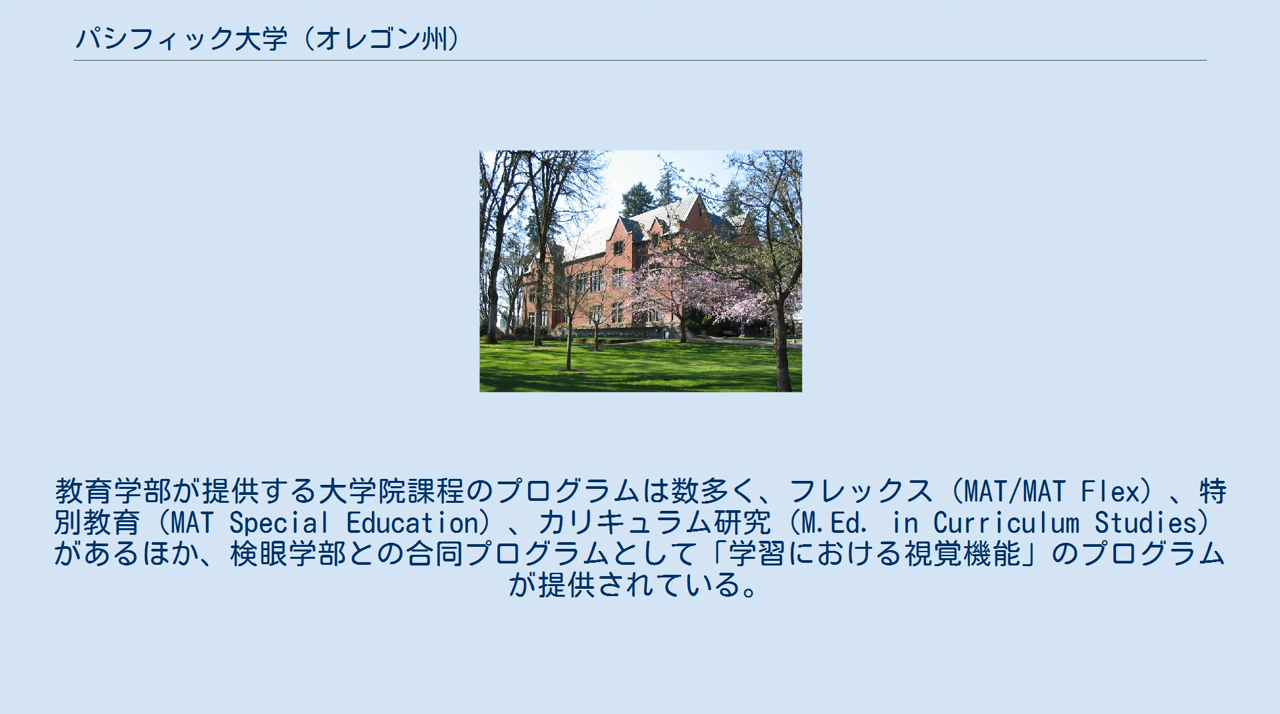 パシフィック大学（オレゴン州）
教育学部が提供する大学院課程のプログラムは数多く、フレックス（MAT/MAT Flex）、特
別教育（MAT Special Education）、カリキュラム研究（M.Ed. in Curriculum Studies）
があるほか、検眼学部との合同プログラムとして「学習における視覚機能」のプログラム
が提供されている。